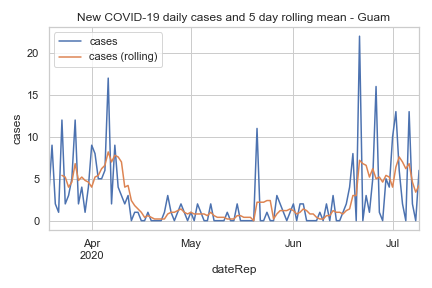 New COVID-19 daily cases and 5 day rolling mean - Guam
cases
cases (rolling)
20
15
10
5
0
cases
Apr
2020
May
Jun
Jul
dateRep